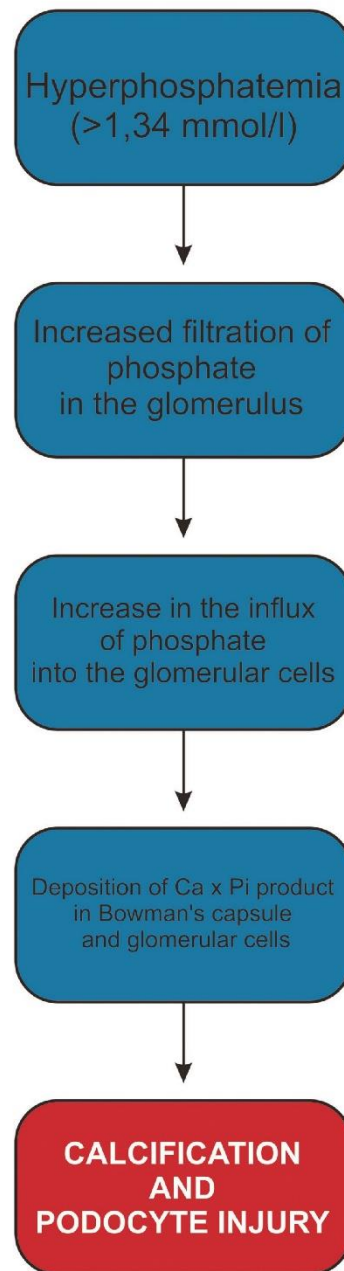 Hyperphosphatemia
(>1,34 mmol/l)
Increased filtration of
phosphate
in the glomerulus
Increase in the influx
of phosphate
into the glomerular cells
Deposition of Ca x Pi product
in Bowman's capsule
and glomerular cells
CALCIFICATION
AND
PODOCYTE INJURY